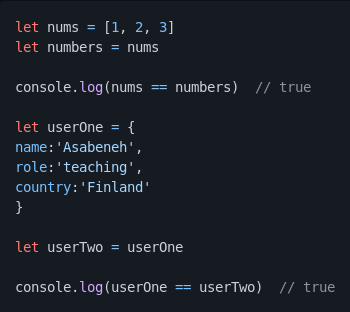 let nums = [1, 2, 3]
let numbers = nums
console.log(nums == numbers)  // true
let userOne = {
name:'Asabeneh',
role:'teaching',
country:'Finland'
}
let userTwo = userOne
console.log(userOne == userTwo)  // true